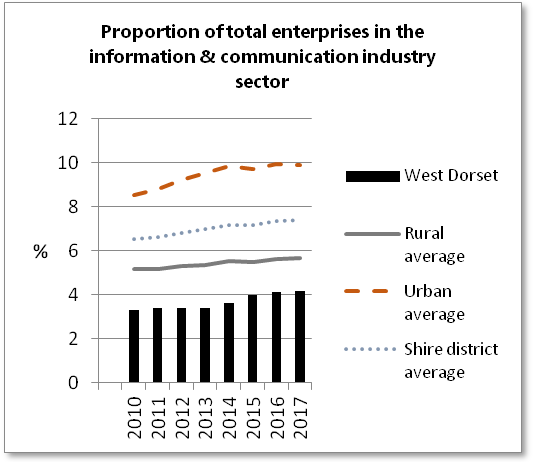 Proportion of total enterprises in the
information & communication industry
sector
12
10
8
6
4
2
0
%
2010
2011
2012
2013
2014
2015
2016
2017
West Dorset
Rural
average
Urban
average
Shire district
average